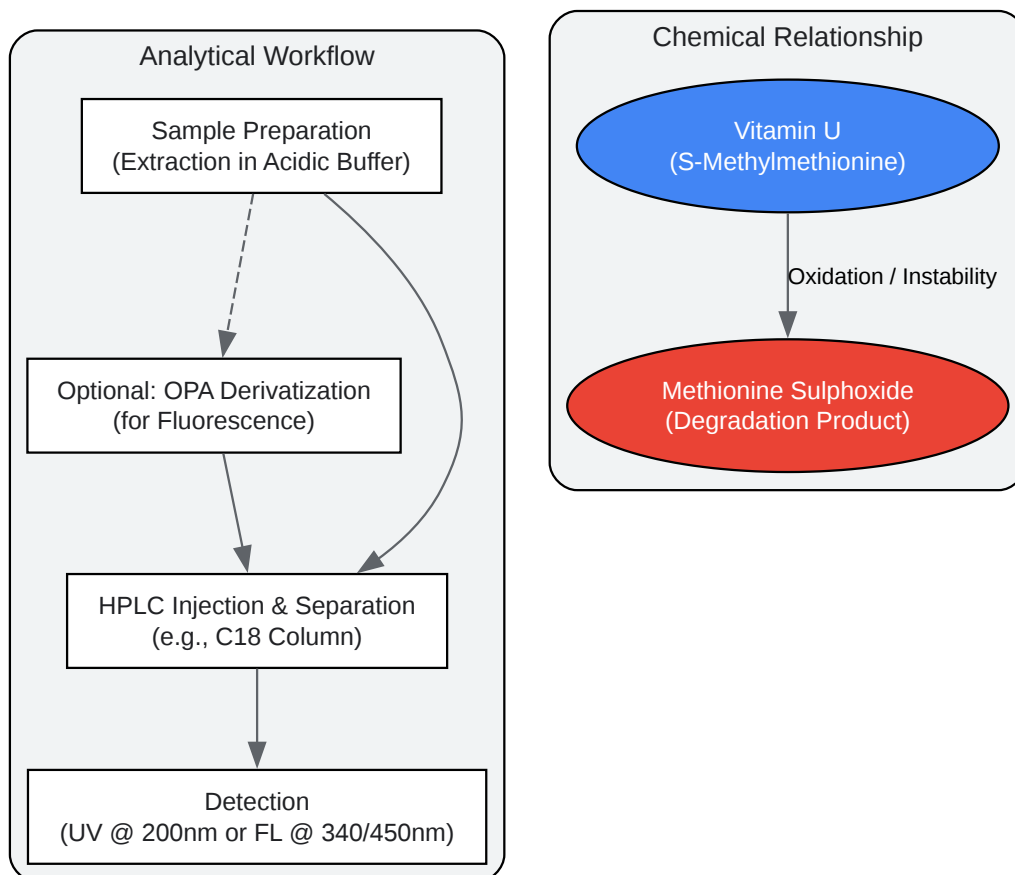 Analytical Workflow
Sample Preparation
(Extraction in Acidic Buffer)
Optional: OPA Derivatization
(for Fluorescence)
HPLC Injection & Separation
(e.g., C18 Column)
Detection
(UV @ 200nm or FL @ 340/450nm)
Chemical Relationship
Vitamin U
(S-Methylmethionine)
Oxidation / Instability
Methionine Sulphoxide
(Degradation Product)